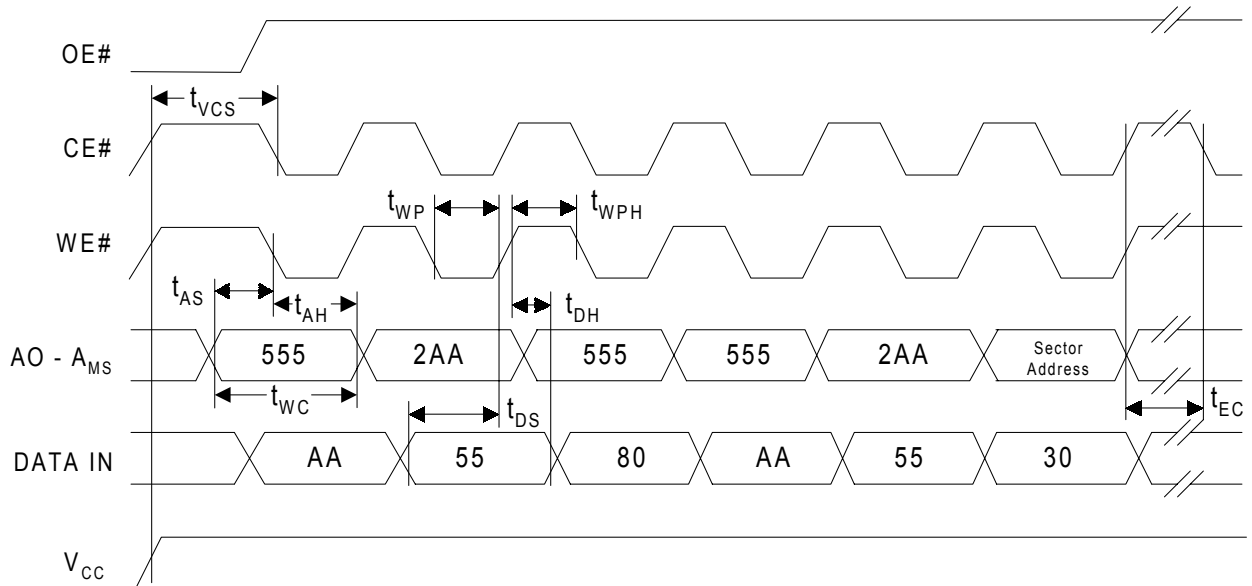 OE#
tVCS
CE#
tWP
tWPH
WE#
tAS
tAH
tDH
AO - AMS
555
2AA
555
555
2AA
Sector
Address
tWC
tDS
tEC
DATA IN
AA
55
80
AA
55
30
VCC